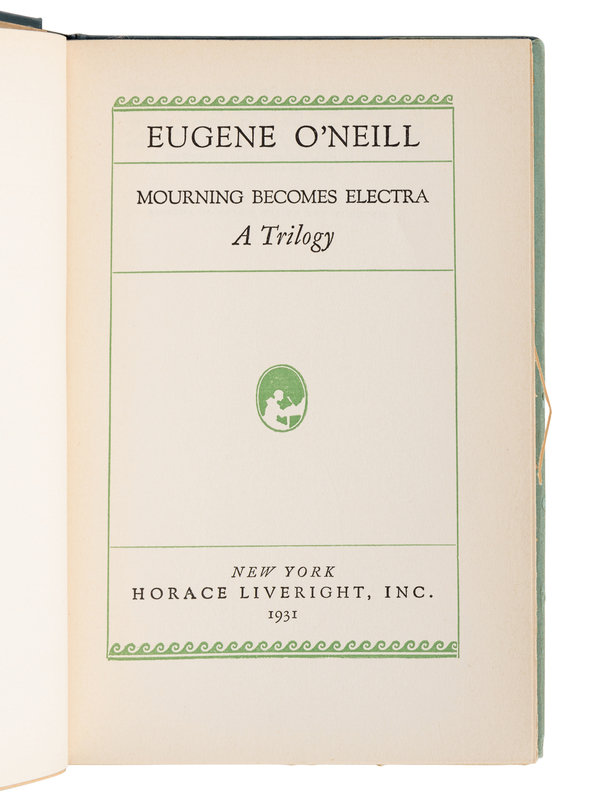 EUGENE O'NEILL
MOURNING BECOMES ELECTRA
A Trilogy
NEW YORK
HORACE LIVERIGHT, INC.
1931